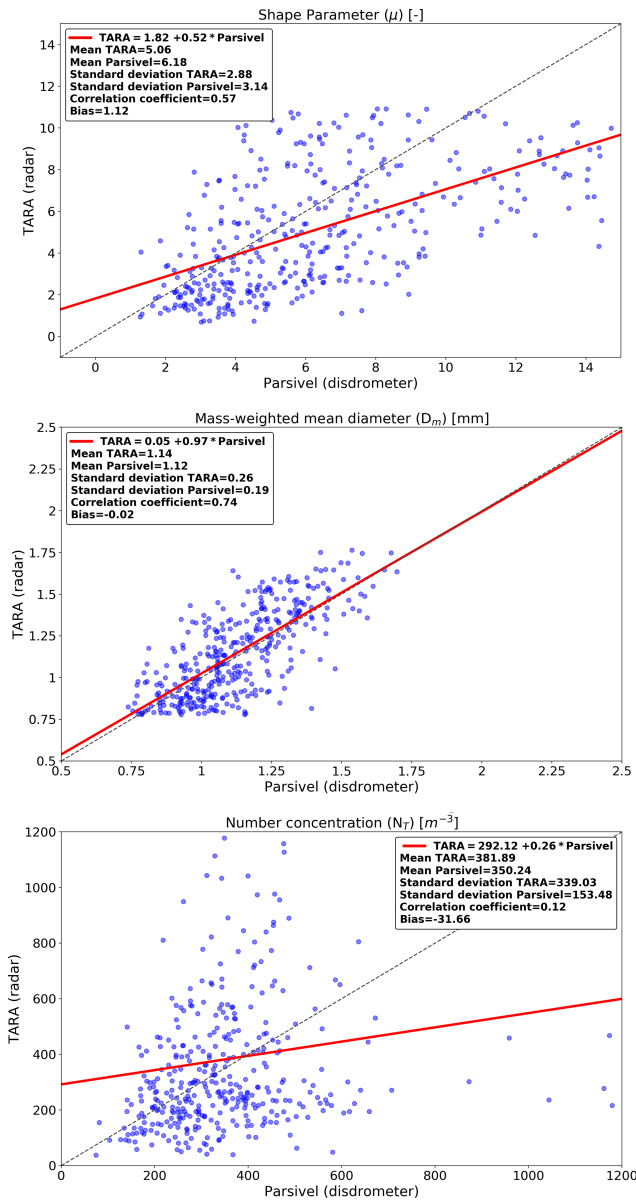 Shape Parameter (μ) [-]
TARA = 1.82 +0.52 * Parsivel
Mean TARA=5.06
Mean Parsivel=6.18
Standard deviation TARA=2.88
Standard deviation Parsivel=3.14
Correlation coefficient=0.57
Bias=1.12
14
12
10
8
6
4
2
0
TARA (radar)
0 2 4 6 8 10 12 14
Parsivel (disdrometer)
Mass-weighted mean diameter (Dₘ) [mm]
TARA = 0.05 +0.97 * Parsivel
Mean TARA=1.14
Mean Parsivel=1.12
Standard deviation TARA=0.26
Standard deviation Parsivel=0.19
Correlation coefficient=0.74
Bias=-0.02
2.5
2.25
2
1.75
1.5
1.25
1
0.75
0.5
TARA (radar)
0.5 0.75 1 1.25 1.5 1.75 2 2.25 2.5
Parsivel (disdrometer)
Number concentration (N_T) [m⁻³]
TARA = 292.12 +0.26 * Parsivel
Mean TARA=381.89
Mean Parsivel=350.24
Standard deviation TARA=339.03
Standard deviation Parsivel=153.48
Correlation coefficient=0.12
Bias=-31.66
1200
1000
800
600
400
200
0
TARA (radar)
0 200 400 600 800 1000 1200
Parsivel (disdrometer)